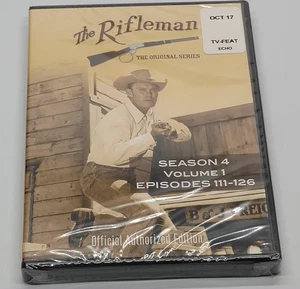 The Rifleman
THE ORIGINAL SERIES
OCT 17
TV-FEAT
ECHO
SEASON 4
VOLUME 1
EPISODES 111-126
Official Authorized Edition